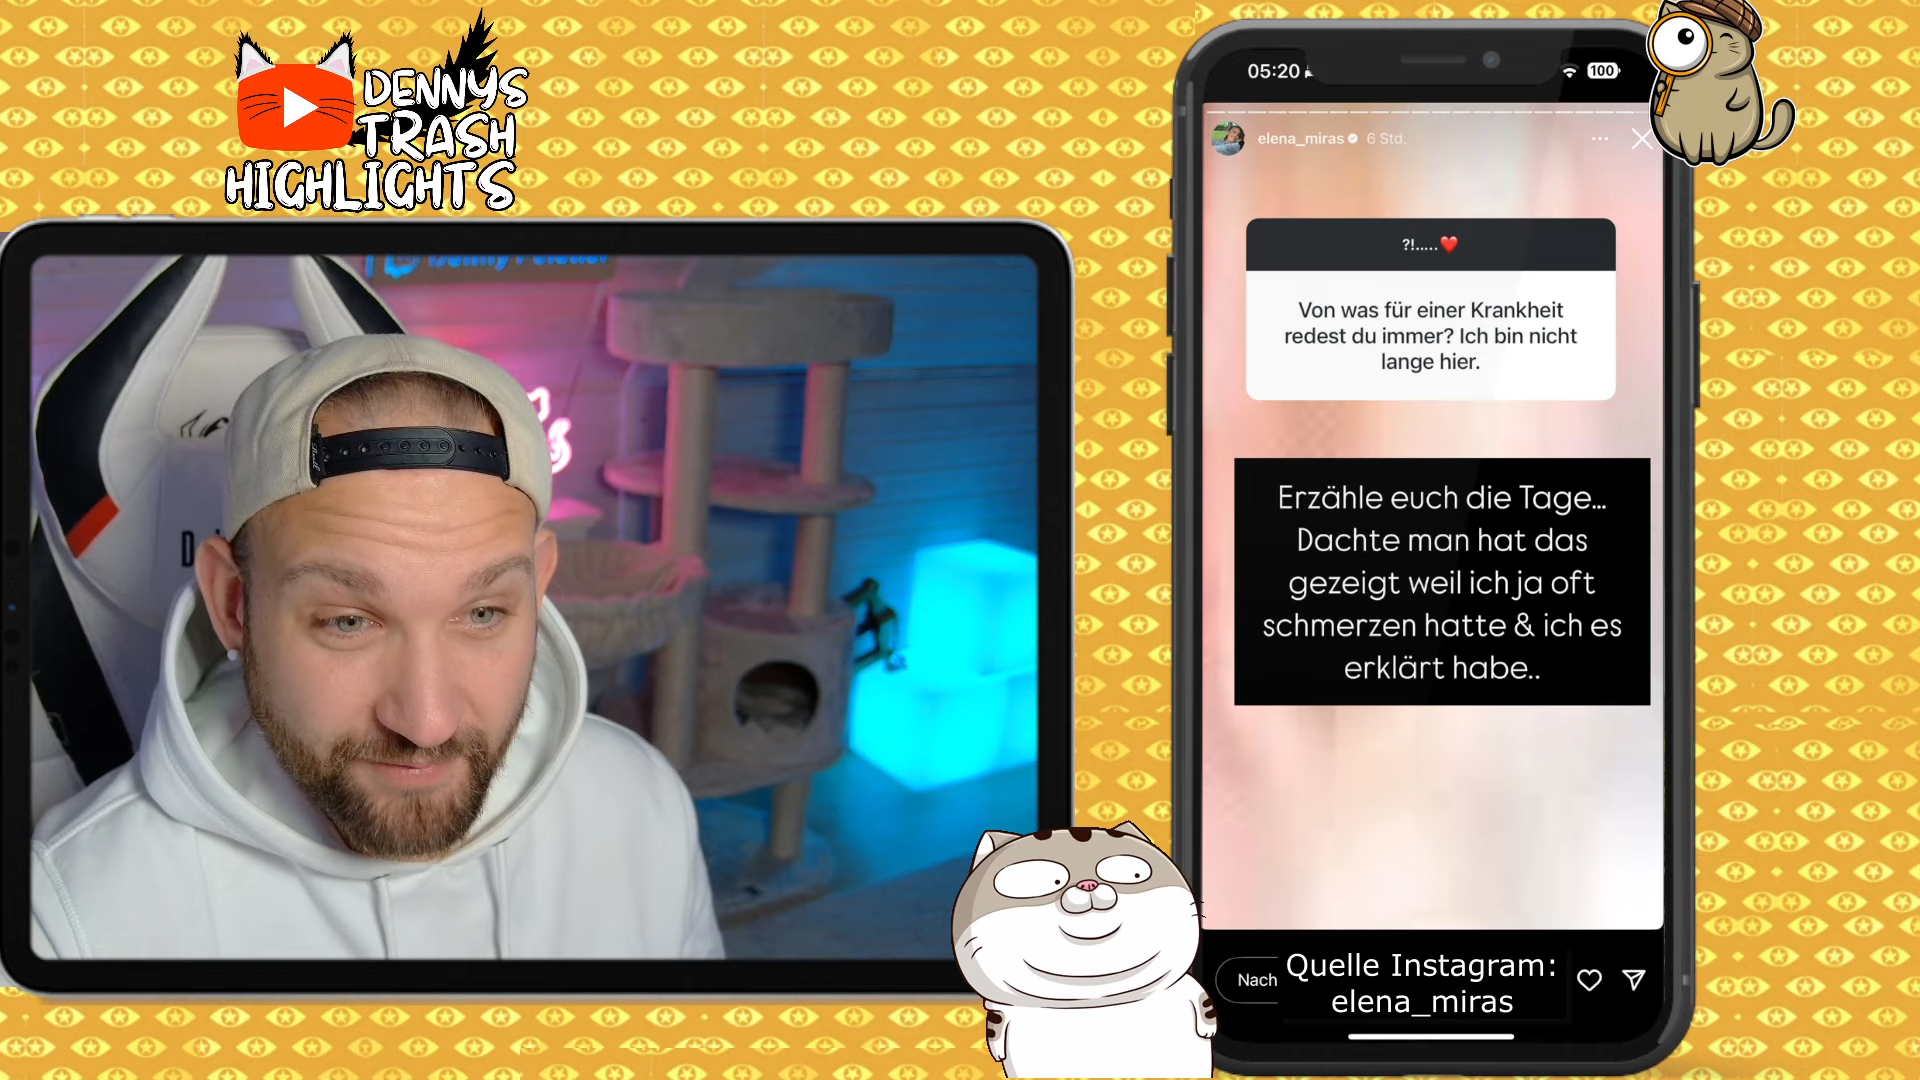 DENNYS
TRASH
HIGHLIGHTS
05:20
100
elena_miras 6 Std.
?!.....❤️
Von was für einer Krankheit
redest du immer? Ich bin nicht
lange hier.
Erzähle euch die Tage...
Dachte man hat das
gezeigt weil ich ja oft
schmerzen hatte & ich es
erklärt habe..
Nach
Quelle Instagram:
elena_miras